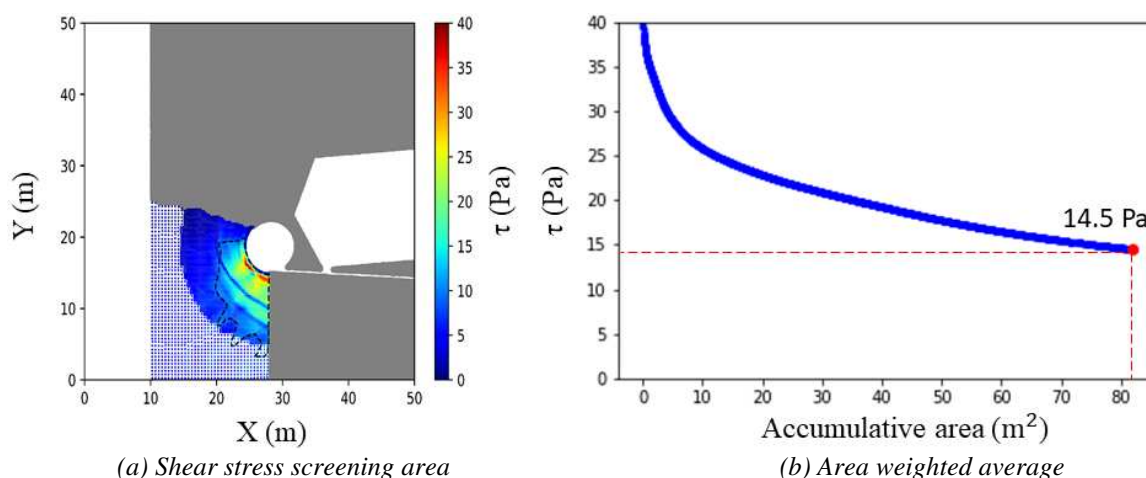 50
40
30
20
10
0
Y (m)
0 10 20 30 40 50
X (m)
40
35
30
25
20
15
10
5
0
τ (Pa)
(a) Shear stress screening area
40
35
30
25
20
15
10
5
0
τ (Pa)
14.5 Pa
0 10 20 30 40 50 60 70 80
Accumulative area (m²)
(b) Area weighted average